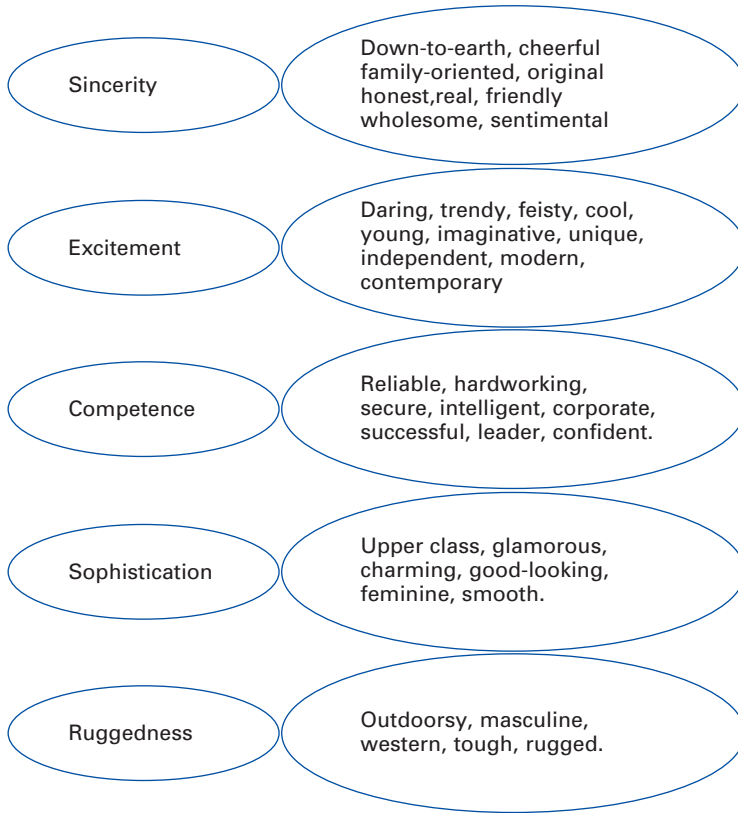 Sincerity
Down-to-earth, cheerful
family-oriented, original
honest,real, friendly
wholesome, sentimental
Excitement
Daring, trendy, feisty, cool,
young, imaginative, unique,
independent, modern,
contemporary
Competence
Reliable, hardworking,
secure, intelligent, corporate,
successful, leader, confident.
Sophistication
Upper class, glamorous,
charming, good-looking,
feminine, smooth.
Ruggedness
Outdoorsy, masculine,
western, tough, rugged.